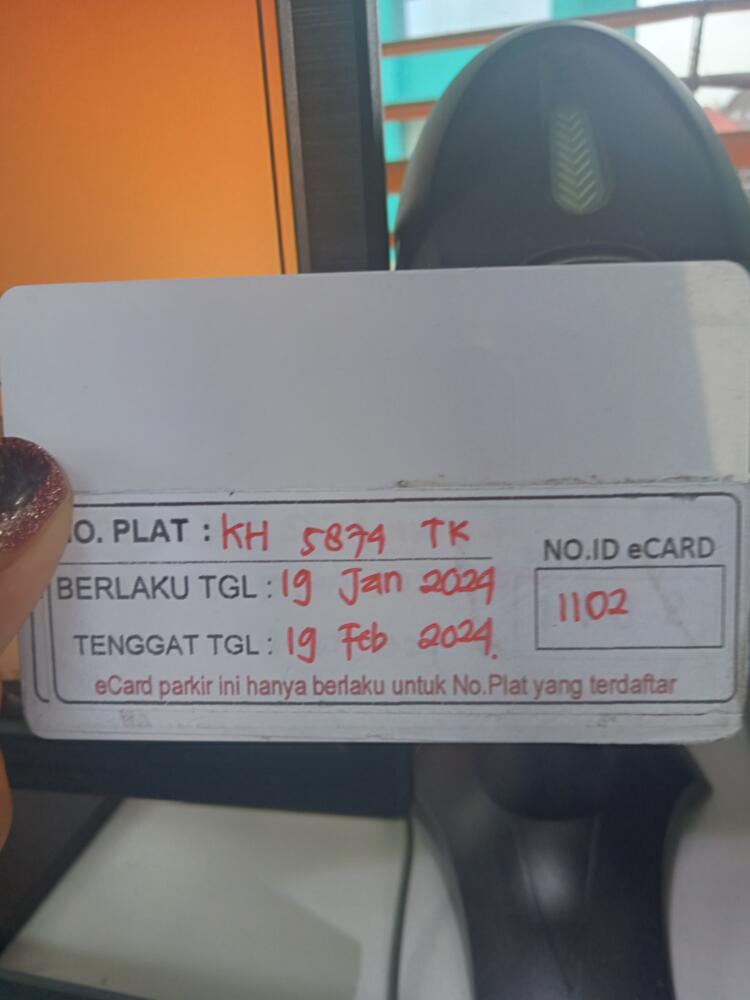 O. PLAT : KH 5874 TK
NO.ID eCARD
BERLAKU TGL : 19 Jan 2024
1102
TENGGAT TGL : 19 Feb 2024.
eCard parkir ini hanya berlaku untuk No.Plat yang terdaftar